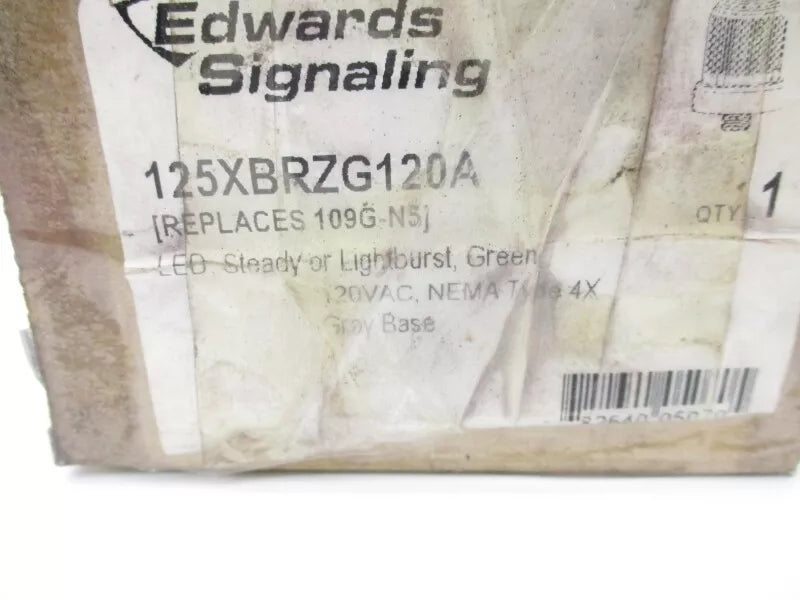 Edwards
Signaling
125XBRZG120A
[REPLACES 109G-N5]
QTY 1
LED, Steady or Lightburst, Green
120VAC, NEMA Type 4X
Gray Base